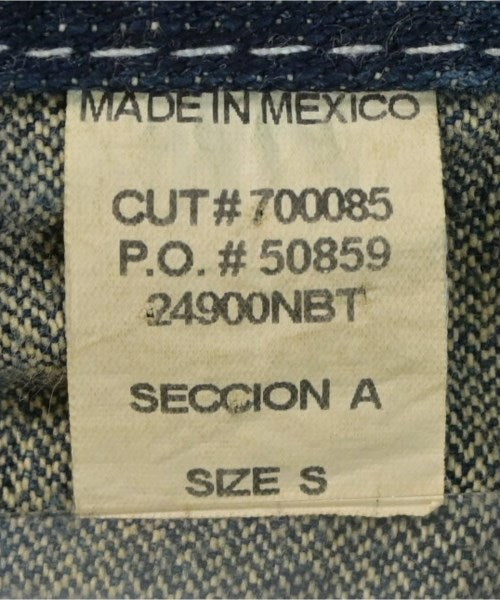 MADE IN MEXICO
CUT# 700085
P.O. # 50859
24900NBT
SECCION A
SIZE S